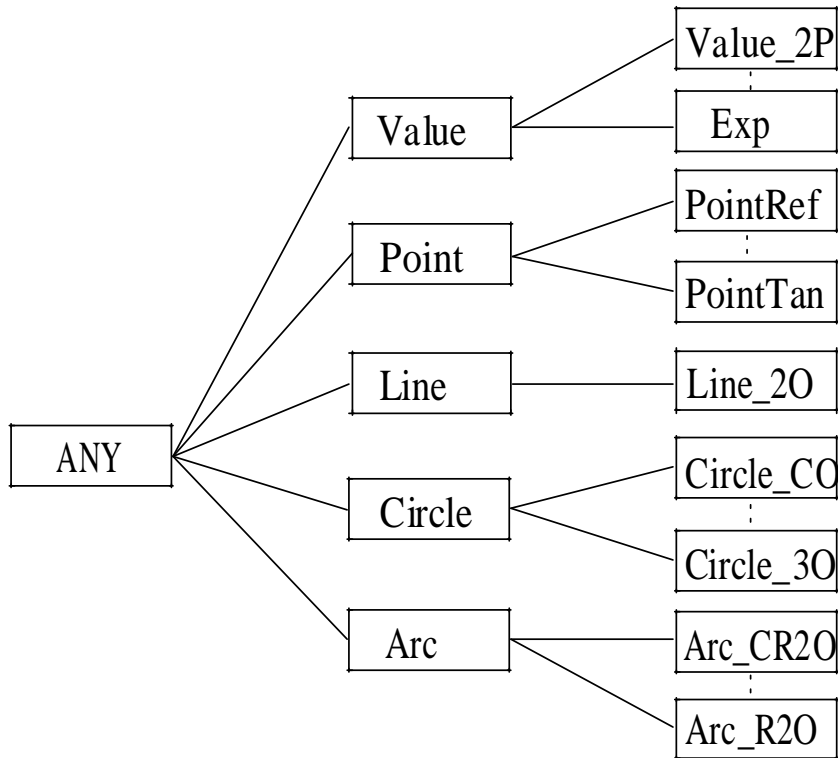 Value_2P
Value
Exp
PointRef
Point
PointTan
Line
Line_2O
ANY
Circle_CO
Circle
Circle_3O
Arc
Arc_CR2O
Arc_R2O